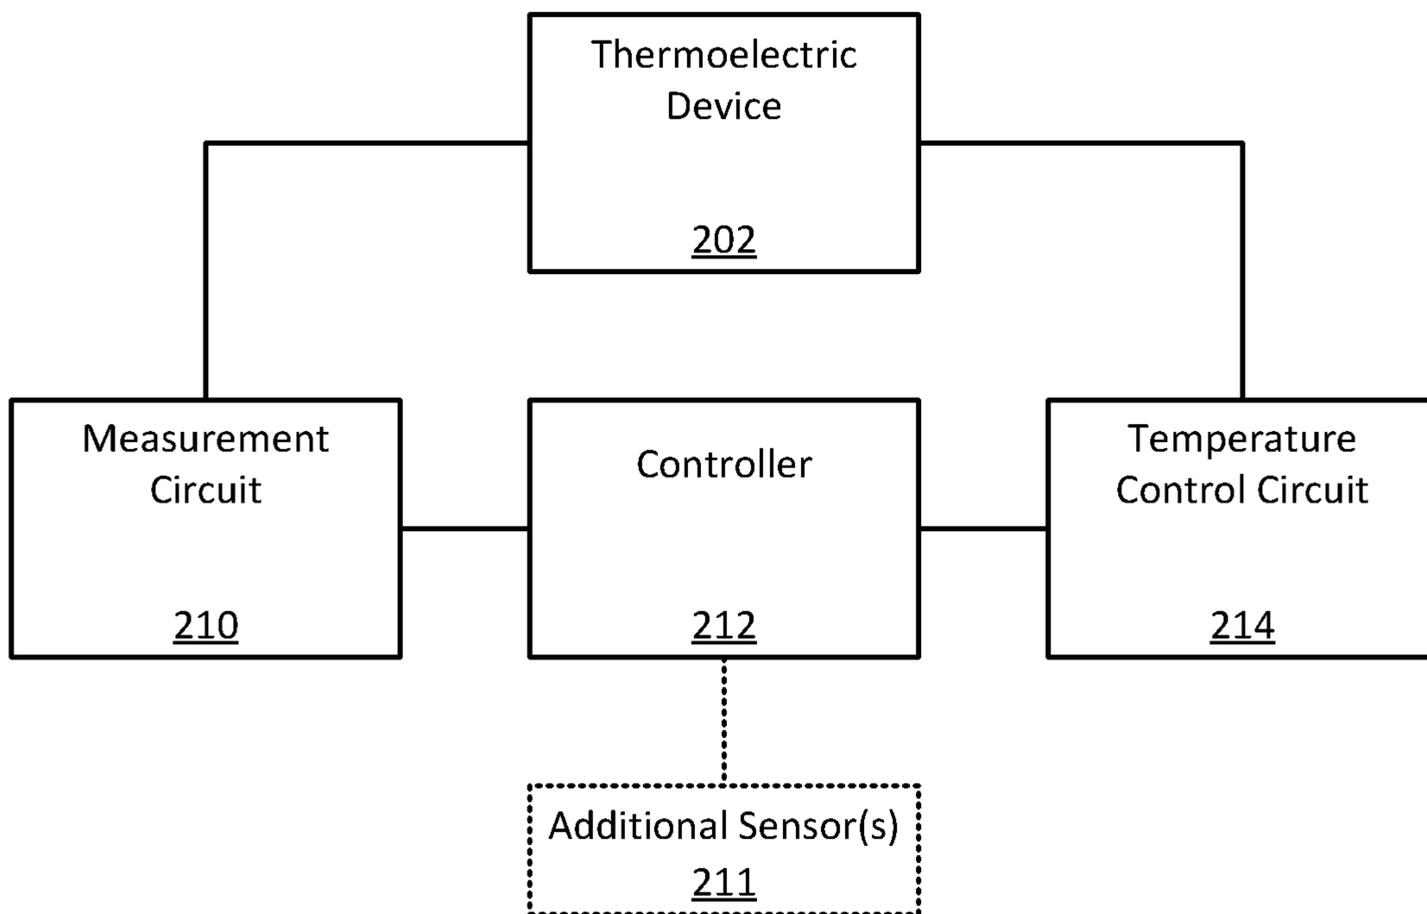 Thermoelectric
Device
202
Measurement
Circuit
210
Controller
212
Temperature
Control Circuit
214
Additional Sensor(s)
211